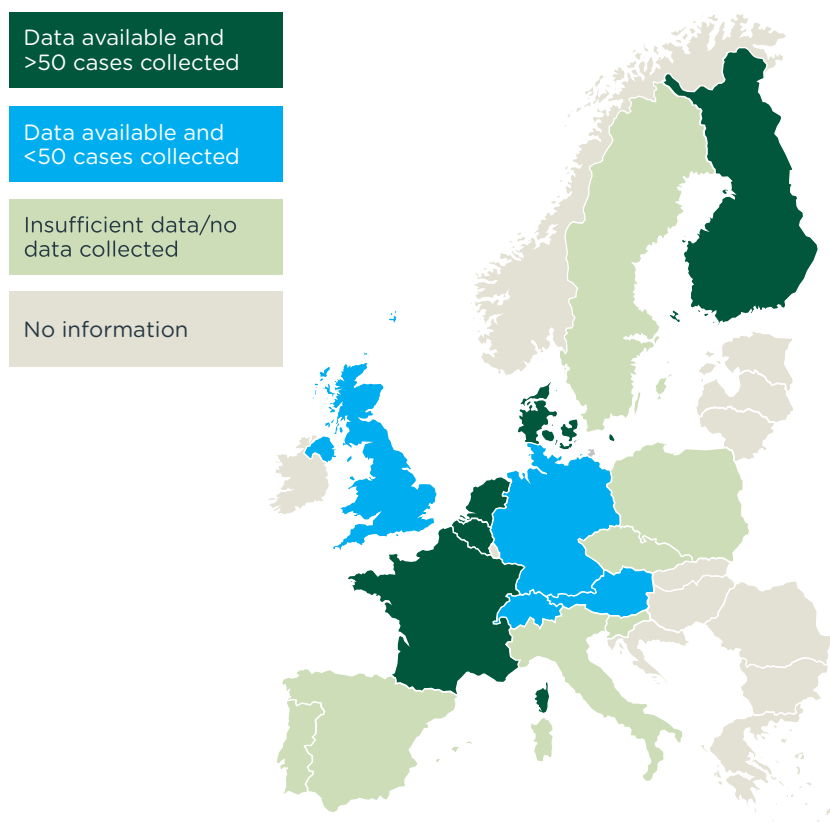 Data available and
>50 cases collected
Data available and
<50 cases collected
Insufficient data/no
data collected
No information